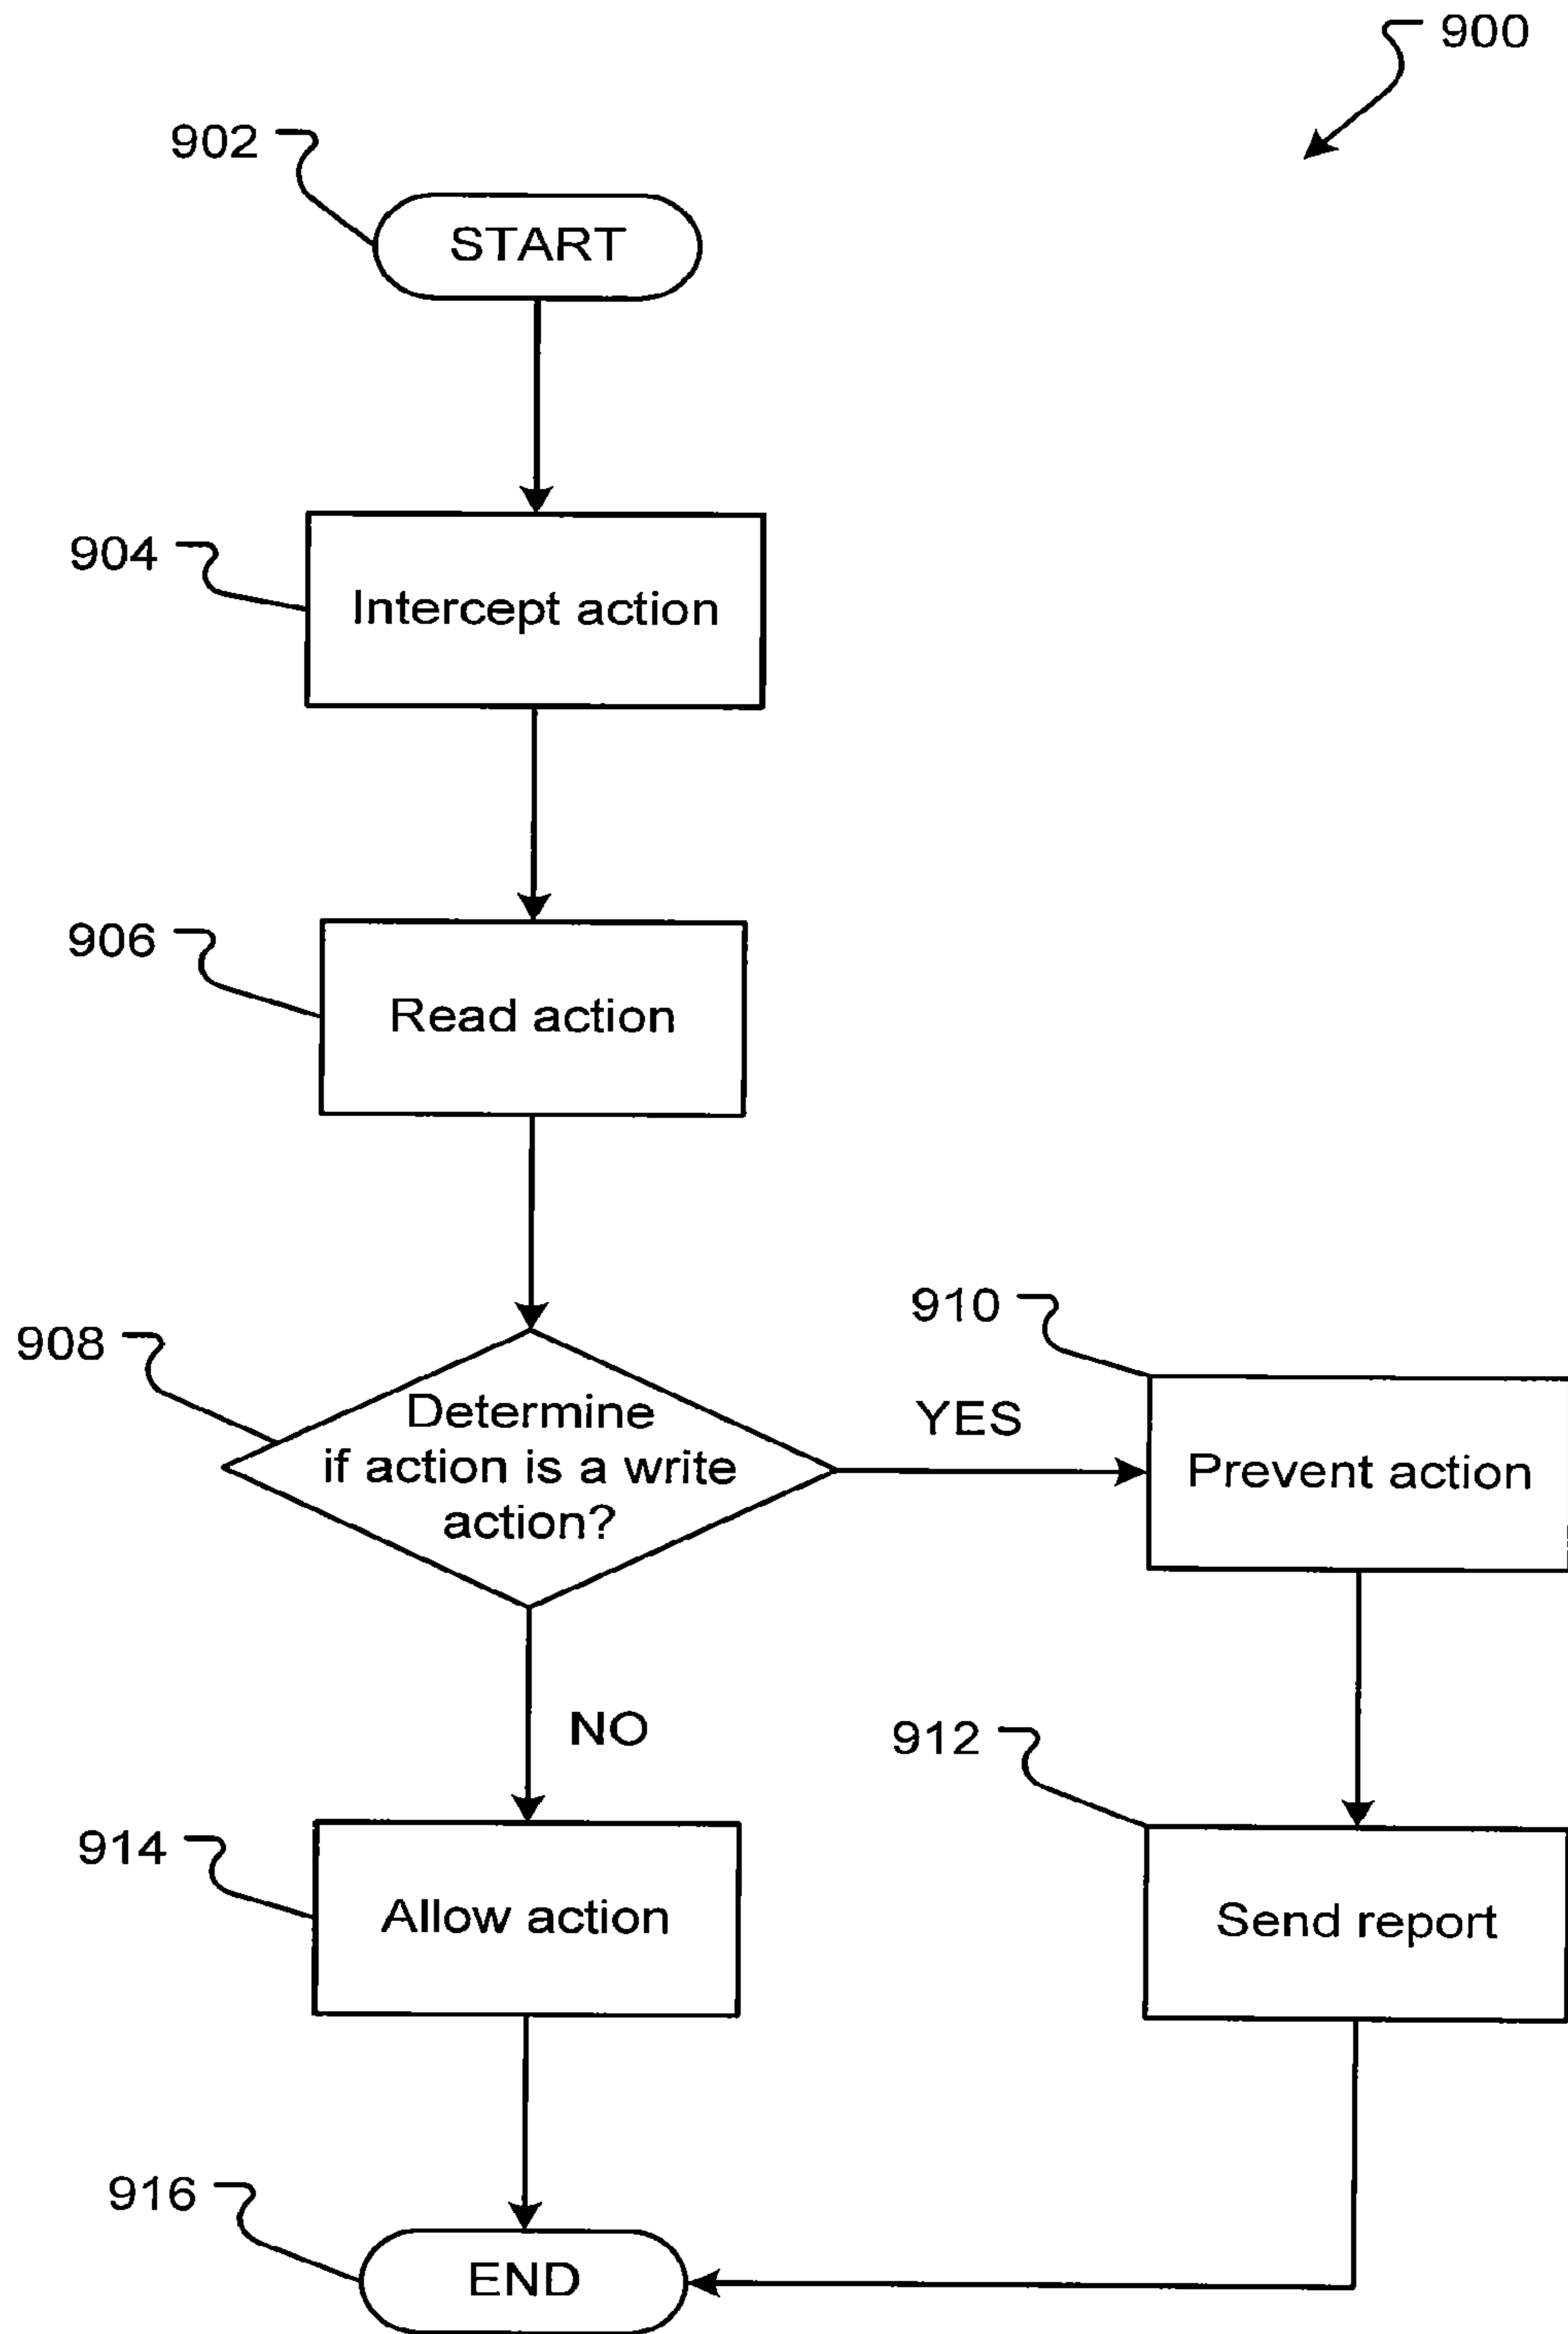 900
902
START
904
Intercept action
906
Read action
908
Determine
if action is a write
action?
YES
910
Prevent action
NO
912
Send report
914
Allow action
916
END